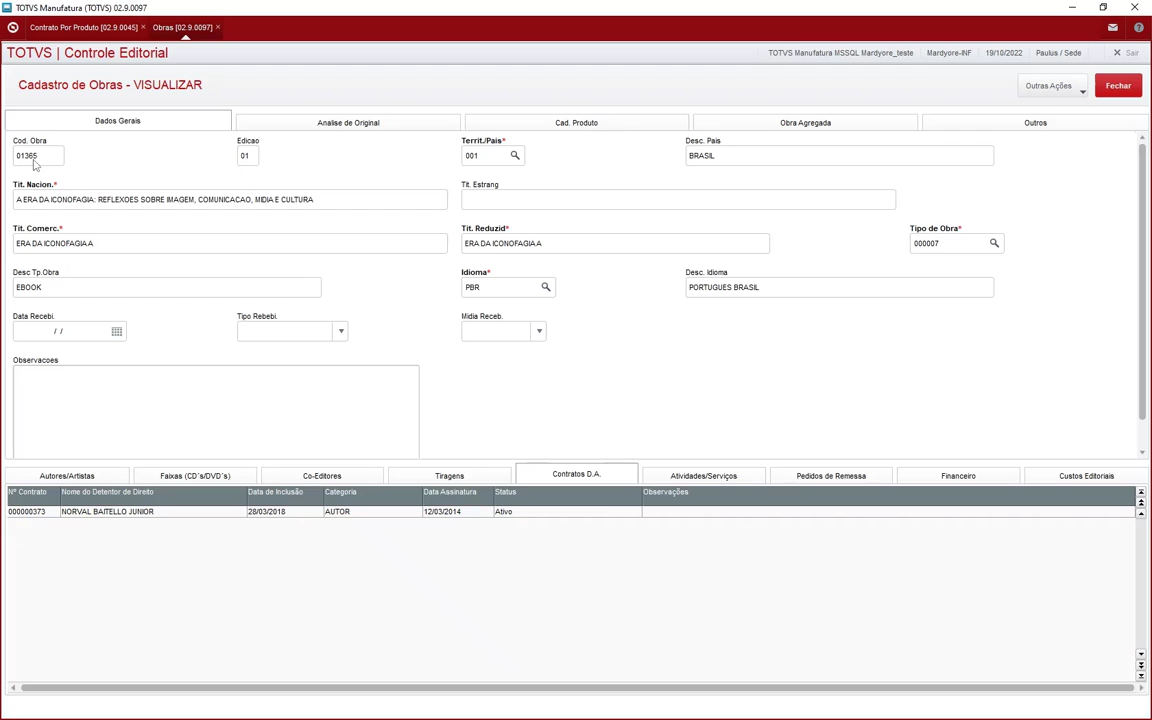 TOTVS Manufatura (TOTVS) 02.9.0097
Contrato Por Produto [02.9.0045] × Obras [02.9.0097] ×
TOTVS | Controle Editorial TOTVS Manufatura MSSQL Mardyore_teste Mardyore-INF 19/10/2022 Paulus / Sede Sair
Cadastro de Obras - VISUALIZAR Outras Ações Fechar
Dados Gerais Analise de Original Cad. Produto Obra Agregada Outros
Cod. Obra Edicao Territ./Pais* Desc. Pais
01365 01 001 BRASIL
Tit. Nacion.* Tit. Estrang
A ERA DA ICONOFAGIA: REFLEXOES SOBRE IMAGEM, COMUNICACAO, MIDIA E CULTURA
Tit. Comerc.* Tit. Reduzid* Tipo de Obra*
ERA DA ICONOFAGIA A ERA DA ICONOFAGIA A 000007
Desc Tp.Obra Idioma* Desc. Idioma
EBOOK PBR PORTUGUES BRASIL
Data Recebi. Tipo Rebebi. Midia Receb.
/ /
Observacoes
Autores/Artistas Faixas (CD´s/DVD´s) Co-Editores Tiragens Contratos D.A. Atividades/Serviços Pedidos de Remessa Financeiro Custos Editoriais
Nº Contrato Nome do Detentor de Direito Data de Inclusão Categoria Data Assinatura Status Observações
000000373 NORVAL BAITELLO JUNIOR 28/03/2018 AUTOR 12/03/2014 Ativo